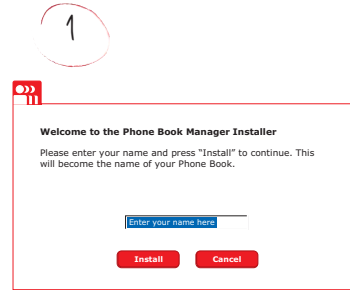 1
Welcome to the Phone Book Manager Installer
Please enter your name and press “Install” to continue. This
will become the name of your Phone Book.
Enter your name here
Install Cancel